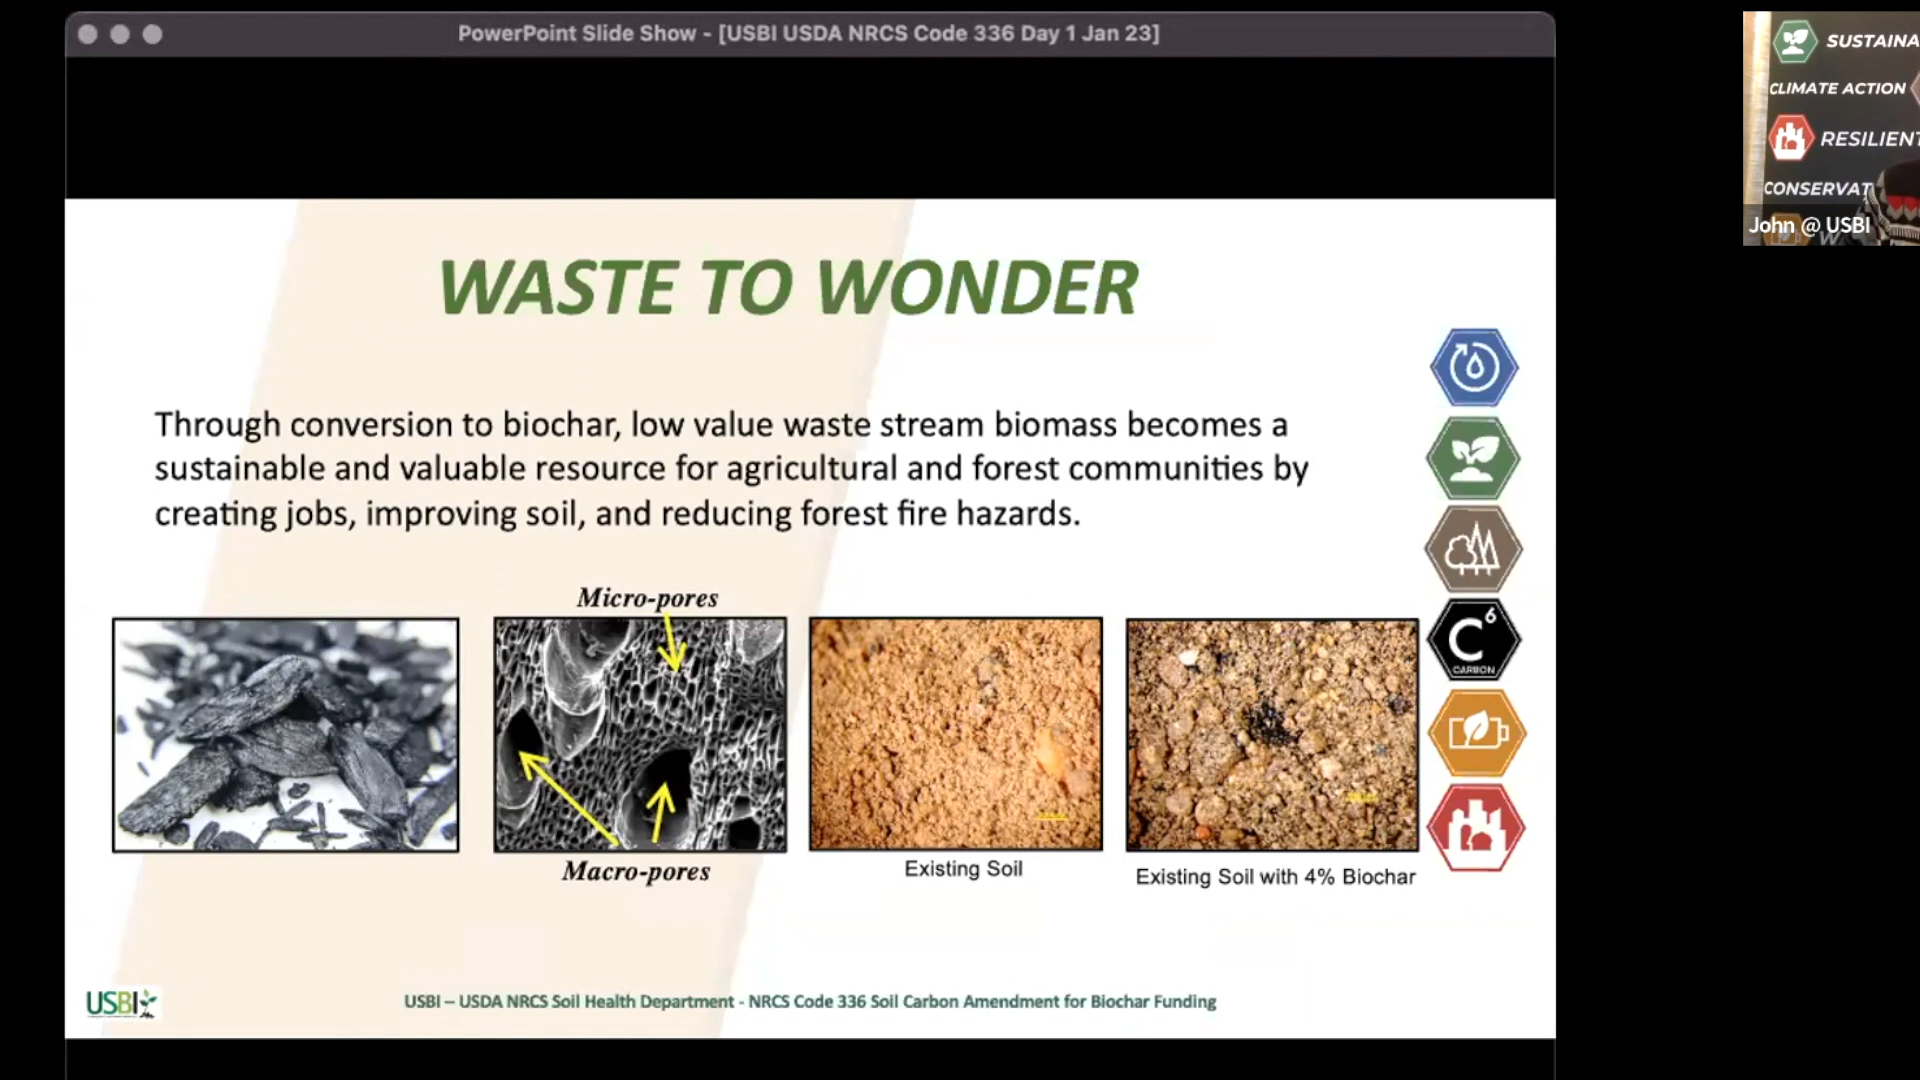 PowerPoint Slide Show - [USBI USDA NRCS Code 336 Day 1 Jan 23]
SUSTAINA
CLIMATE ACTION
RESILIENT
CONSERVAT
John @ USBI
WASTE TO WONDER
Through conversion to biochar, low value waste stream biomass becomes a
sustainable and valuable resource for agricultural and forest communities by
creating jobs, improving soil, and reducing forest fire hazards.
Micro-pores
Macro-pores
Existing Soil
Existing Soil with 4% Biochar
C 6
CARBON
USBI
USBI – USDA NRCS Soil Health Department - NRCS Code 336 Soil Carbon Amendment for Biochar Funding